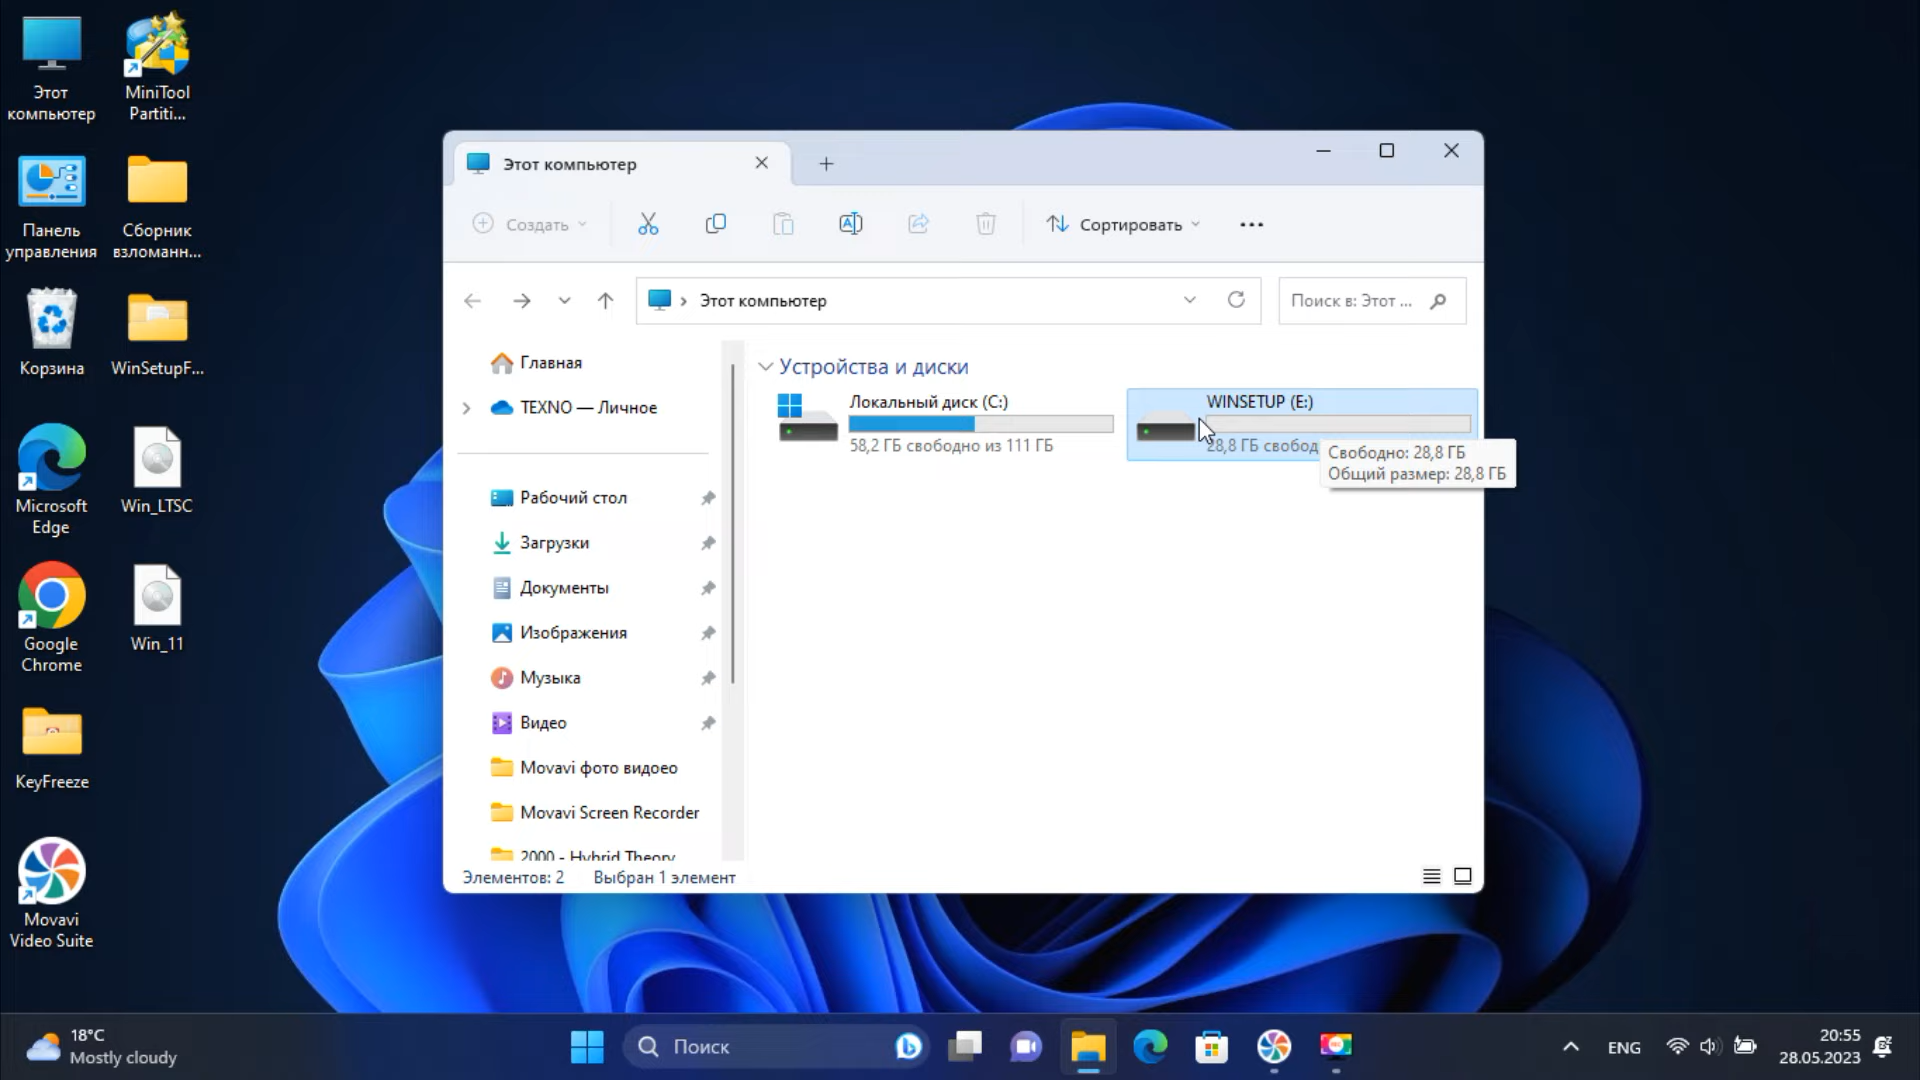 Этот
компьютер
MiniTool
Partiti...
Панель
управления
Сборник
взломанн...
Корзина
WinSetupF...
Microsoft
Edge
Win_LTSC
Google
Chrome
Win_11
KeyFreeze
Movavi
Video Suite
Этот компьютер
Создать
Сортировать
Этот компьютер
Поиск в: Этот ...
Главная
TEXNO — Личное
Рабочий стол
Загрузки
Документы
Изображения
Музыка
Видео
Movavi фото видоео
Movavi Screen Recorder
2000 - Hybrid Theory
Устройства и диски
Локальный диск (C:)
58,2 ГБ свободно из 111 ГБ
WINSETUP (E:)
28,8 ГБ свобод
Свободно: 28,8 ГБ
Общий размер: 28,8 ГБ
Элементов: 2 Выбран 1 элемент
18°C
Mostly cloudy
Поиск
ENG
20:55
28.05.2023